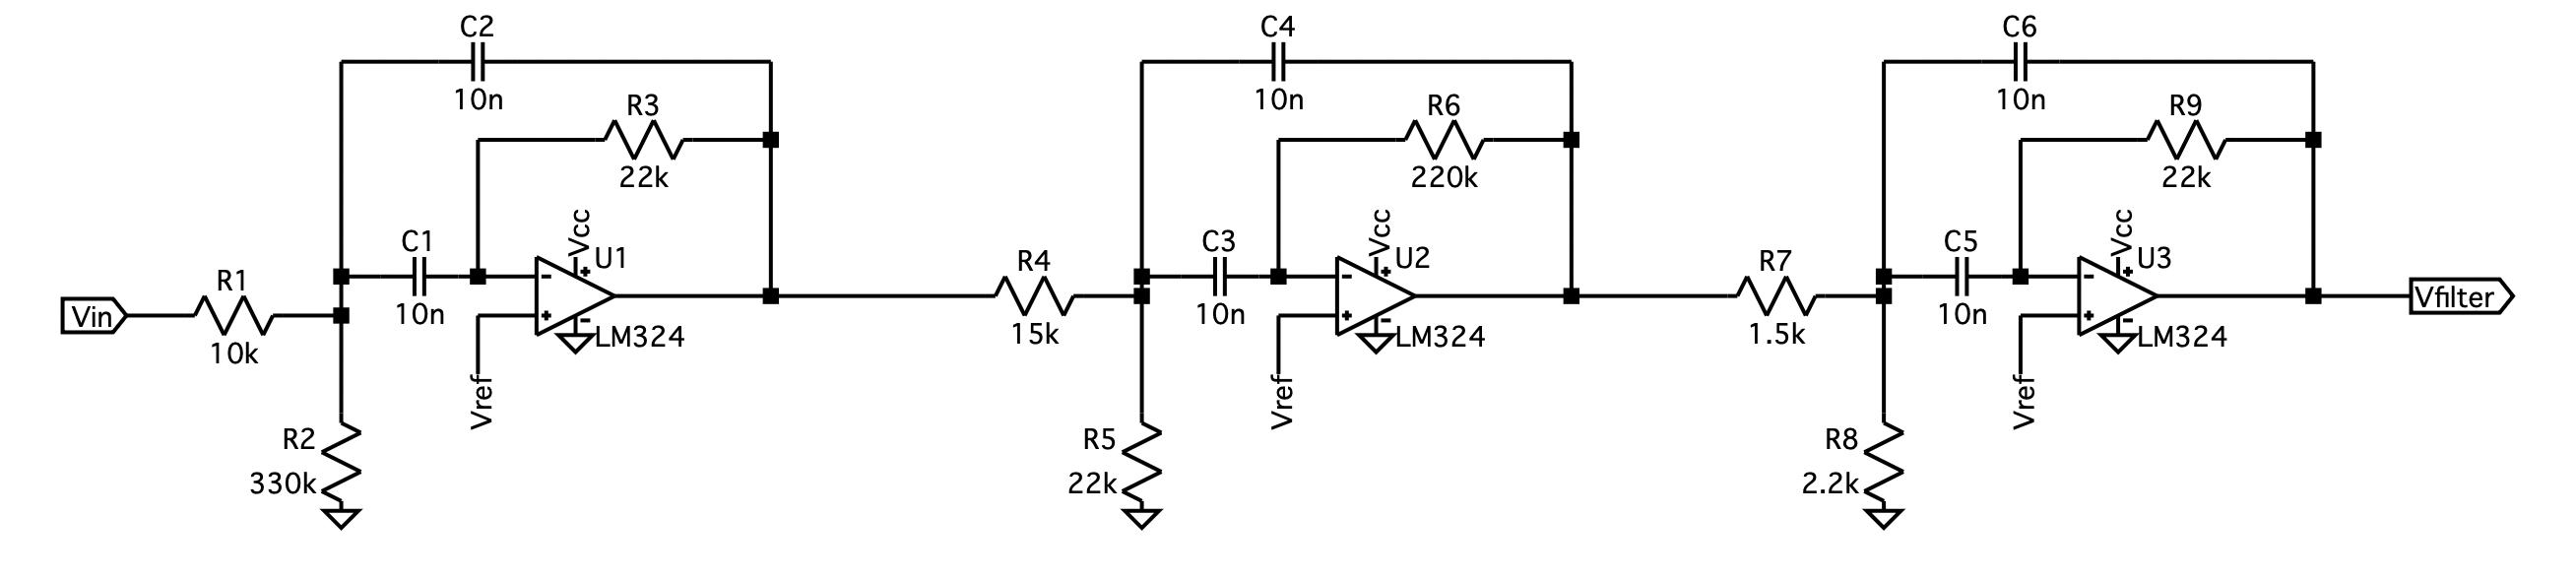 C2
10n
C4
10n
C6
10n
R3
22k
R6
220k
R9
22k
Vcc
U1
Vcc
U2
Vcc
U3
C1
10n
C3
10n
C5
10n
Vin
R1
10k
R4
15k
R7
1.5k
Vfilter
LM324
LM324
LM324
Vref
Vref
Vref
R2
330k
R5
22k
R8
2.2k